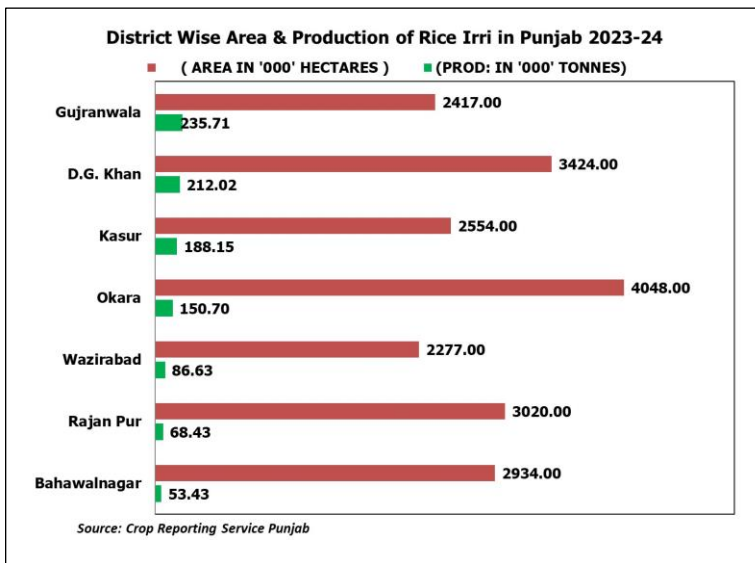 District Wise Area & Production of Rice Irri in Punjab 2023-24
( AREA IN '000' HECTARES ) (PROD: IN '000' TONNES)
Gujranwala 2417.00
235.71
D.G. Khan 3424.00
212.02
Kasur 2554.00
188.15
Okara 4048.00
150.70
Wazirabad 2277.00
86.63
Rajan Pur 3020.00
68.43
Bahawalnagar 2934.00
53.43
Source: Crop Reporting Service Punjab